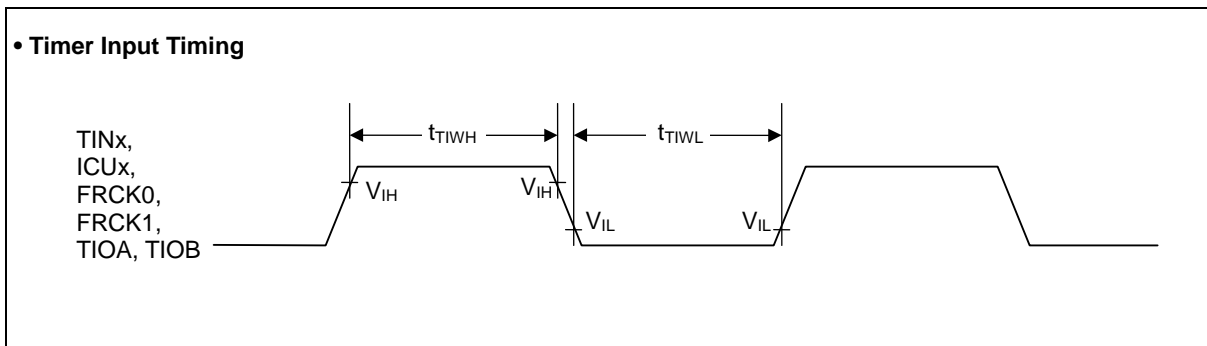 • Timer Input Timing
TINx,
ICUx,
FRCK0,
FRCK1,
TIOA, TIOB
tTIWH
tTIWL
VIH
VIH
VIL
VIL